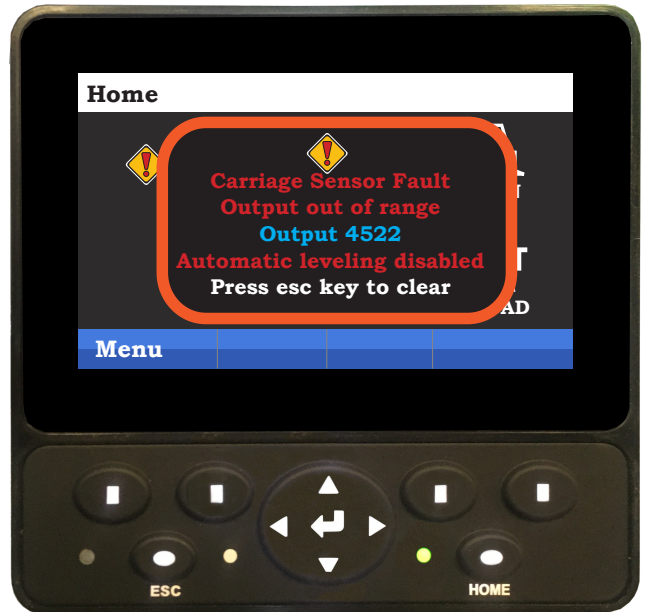 Home
Carriage Sensor Fault
Output out of range
Output 4522
Automatic leveling disabled
Press esc key to clear
AD
Menu
ESC
HOME